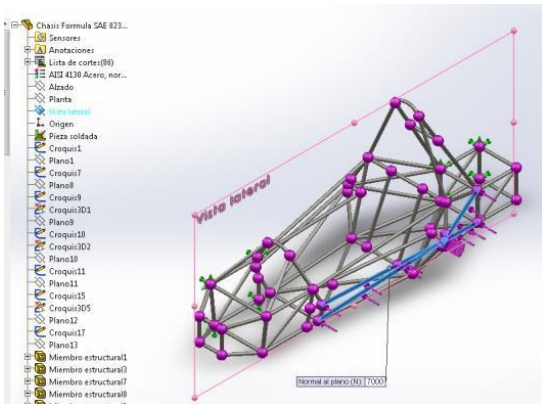 Chasis Formula SAE 023...
Sensores
Anotaciones
Lista de cortes(86)
AISI 4130 Acero, nor...
Alzado
Planta
Vista lateral
Origen
Pieza soldada
Croquis1
Plano1
Croquis7
Plano8
Croquis9
Croquis3D1
Plano9
Croquis10
Croquis3D2
Plano10
Croquis11
Plano11
Croquis15
Croquis3D5
Plano12
Croquis17
Plano13
Miembro estructural1
Miembro estructural3
Miembro estructural7
Miembro estructural8
Vista lateral
Normal al plano (N): 7000